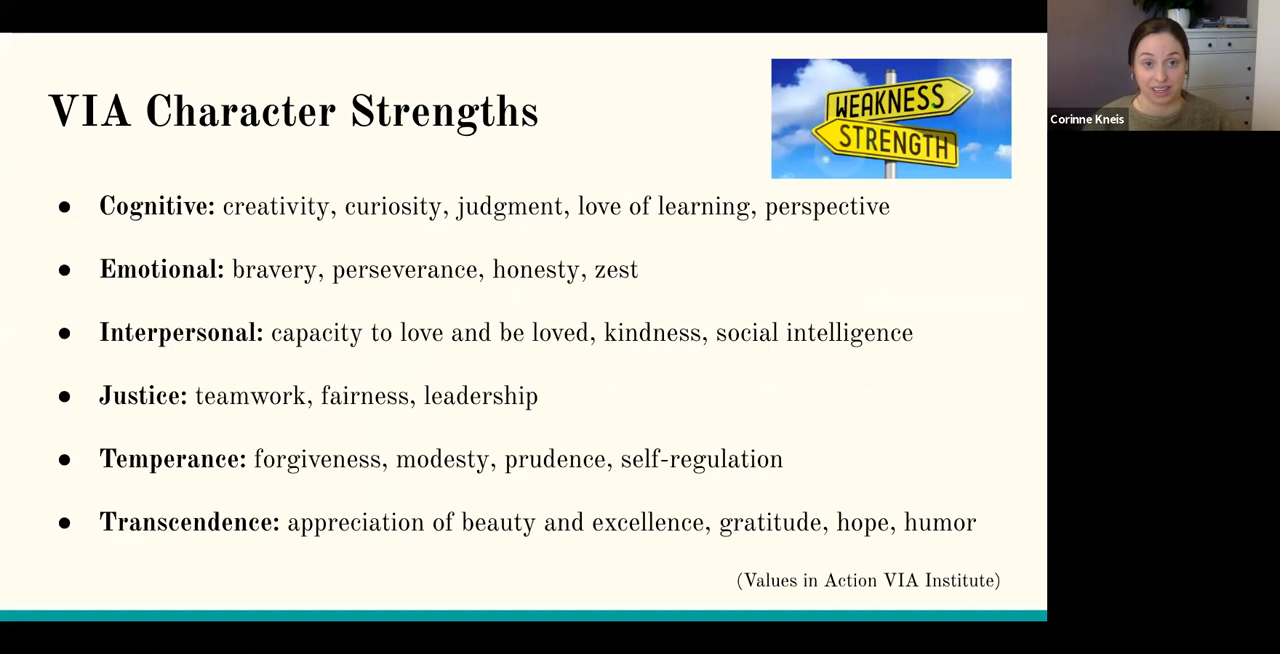 VIA Character Strengths
WEAKNESS
STRENGTH
Corinne Kneis
● Cognitive: creativity, curiosity, judgment, love of learning, perspective
● Emotional: bravery, perseverance, honesty, zest
● Interpersonal: capacity to love and be loved, kindness, social intelligence
● Justice: teamwork, fairness, leadership
● Temperance: forgiveness, modesty, prudence, self-regulation
● Transcendence: appreciation of beauty and excellence, gratitude, hope, humor
(Values in Action VIA Institute)